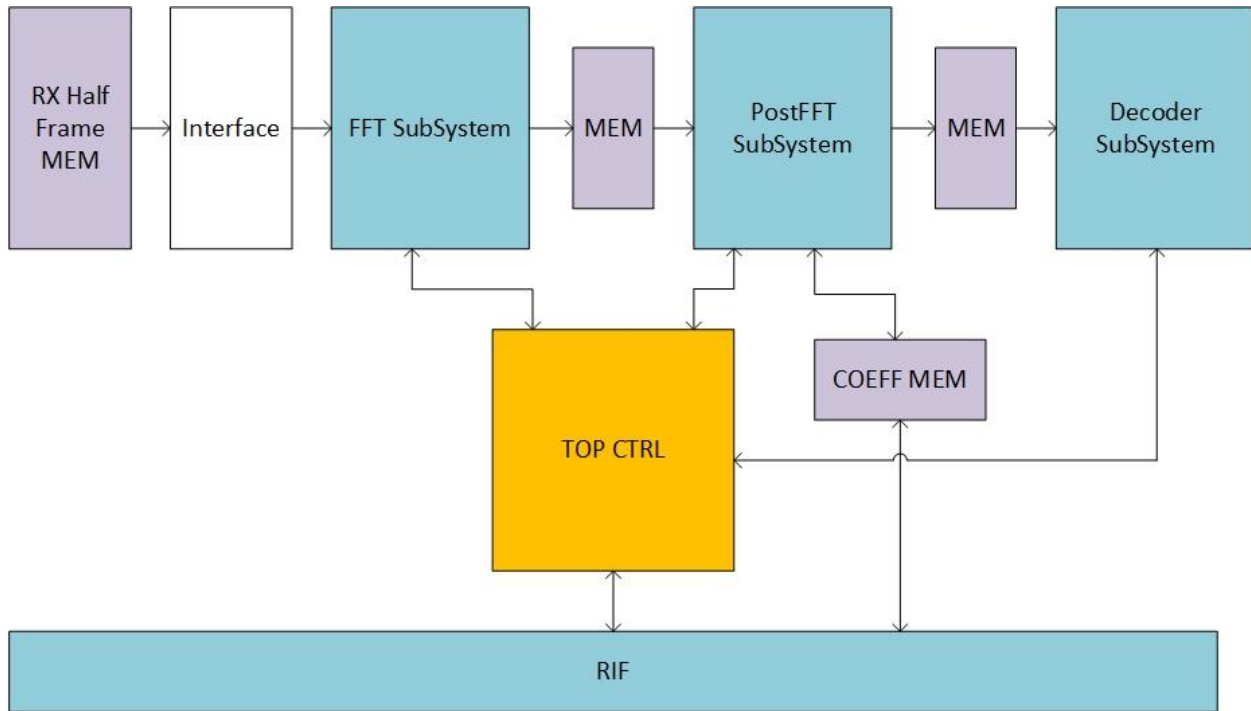 RX Half
Frame
MEM
Interface
FFT SubSystem
MEM
PostFFT
SubSystem
MEM
Decoder
SubSystem
COEFF MEM
TOP CTRL
RIF